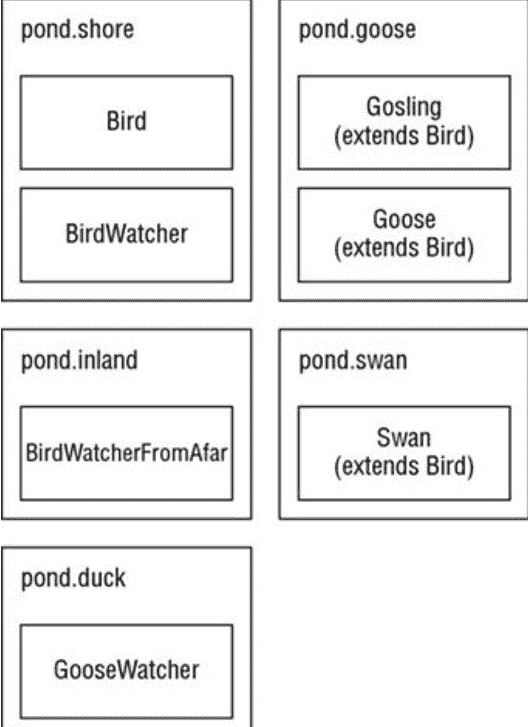 pond.shore
Bird
BirdWatcher
pond.goose
Gosling
(extends Bird)
Goose
(extends Bird)
pond.inland
BirdWatcherFromAfar
pond.swan
Swan
(extends Bird)
pond.duck
GooseWatcher